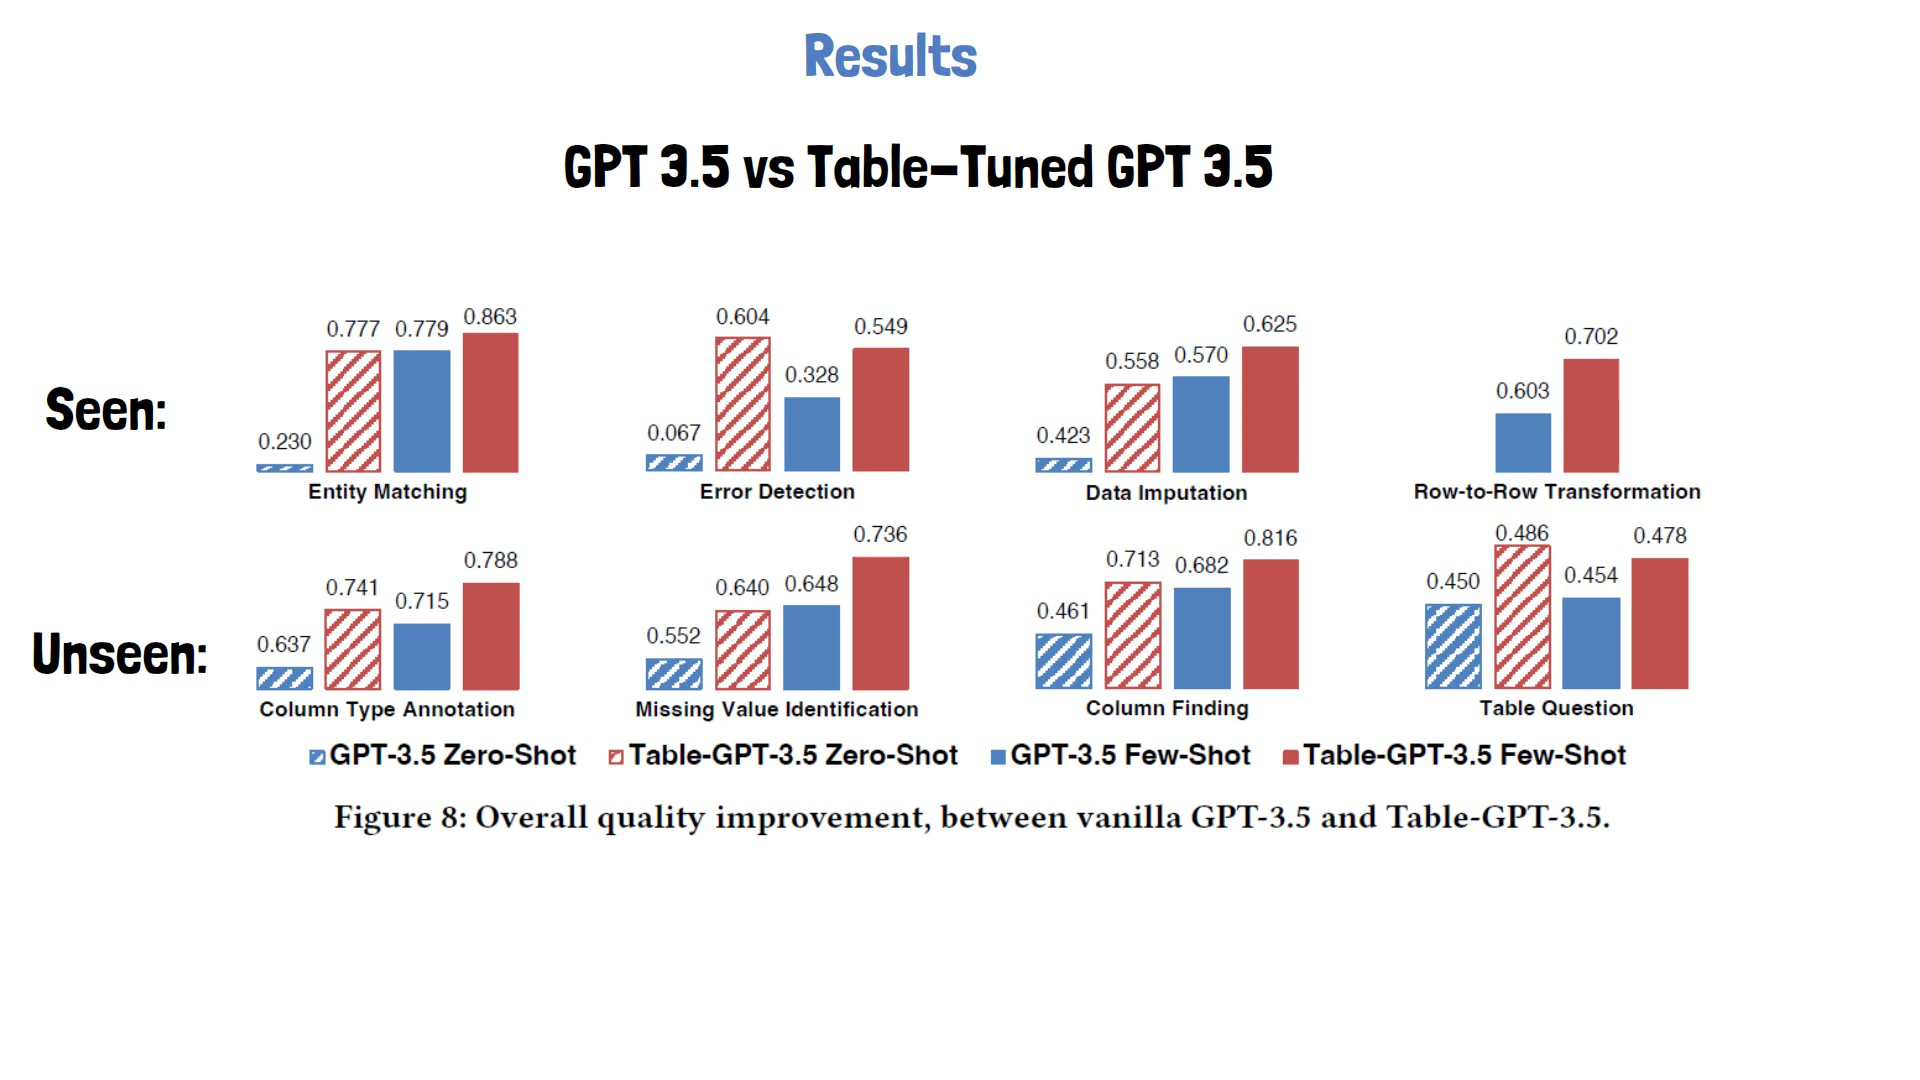 Results
GPT 3.5 vs Table-Tuned GPT 3.5
Seen:
0.230 0.777 0.779 0.863
Entity Matching
0.067 0.604 0.328 0.549
Error Detection
0.423 0.558 0.570 0.625
Data Imputation
0.603 0.702
Row-to-Row Transformation
Unseen:
0.637 0.741 0.715 0.788
Column Type Annotation
0.552 0.640 0.648 0.736
Missing Value Identification
0.461 0.713 0.682 0.816
Column Finding
0.450 0.486 0.454 0.478
Table Question
GPT-3.5 Zero-Shot Table-GPT-3.5 Zero-Shot GPT-3.5 Few-Shot Table-GPT-3.5 Few-Shot
Figure 8: Overall quality improvement, between vanilla GPT-3.5 and Table-GPT-3.5.